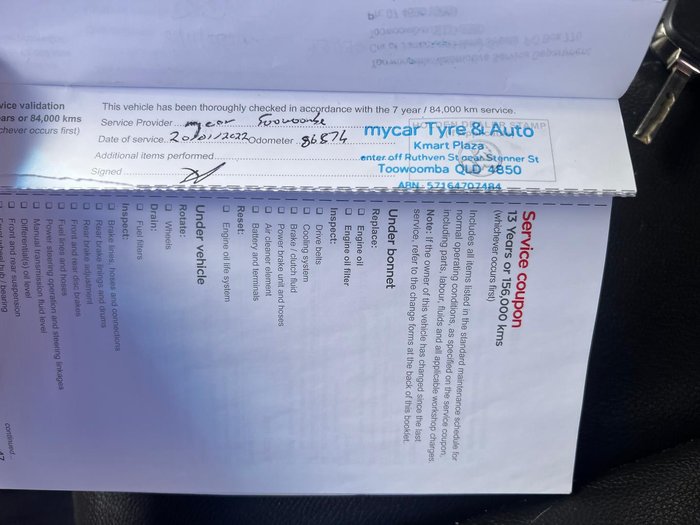 This vehicle has been thoroughly checked in accordance with the 7 year / 84,000 km service.
Service Provider mycar Toowoomba
Date of service 20/01/2022 Odometer 86874
Additional items performed
Signed
vice validation
ars or 84,000 kms
chever occurs first)
mycar Tyre & Auto
Kmart Plaza
enter off Ruthven St near Stenner St
Toowoomba QLD 4850
ABN 57164707484
Service coupon
13 Years or 156,000 kms
(whichever occurs first)
Includes all items listed in the standard maintenance schedule for
normal operating conditions, as specified on the service coupon,
including parts, labour, fluids and all applicable workshop charges.
Note: If the owner of this vehicle has changed since the last
service, refer to the change forms at the back of this booklet.
Under bonnet
Replace:
Engine oil
Engine oil filter
Inspect:
Drive belts
Cooling system
Brake / clutch fluid
Power brake unit and hoses
Air cleaner element
Battery and terminals
Reset:
Engine oil life system
Under vehicle
Rotate:
Wheels
Drain:
Fuel filters
Inspect:
Brake lines, hoses and connections
Rear brake linings and drums
Rear brake adjustment
Front and rear disc brakes
Fuel lines and hoses
Power steering operation and steering linkages
Manual transmission fluid level
Differential(s) oil level
Front and rear suspension
continued...
47